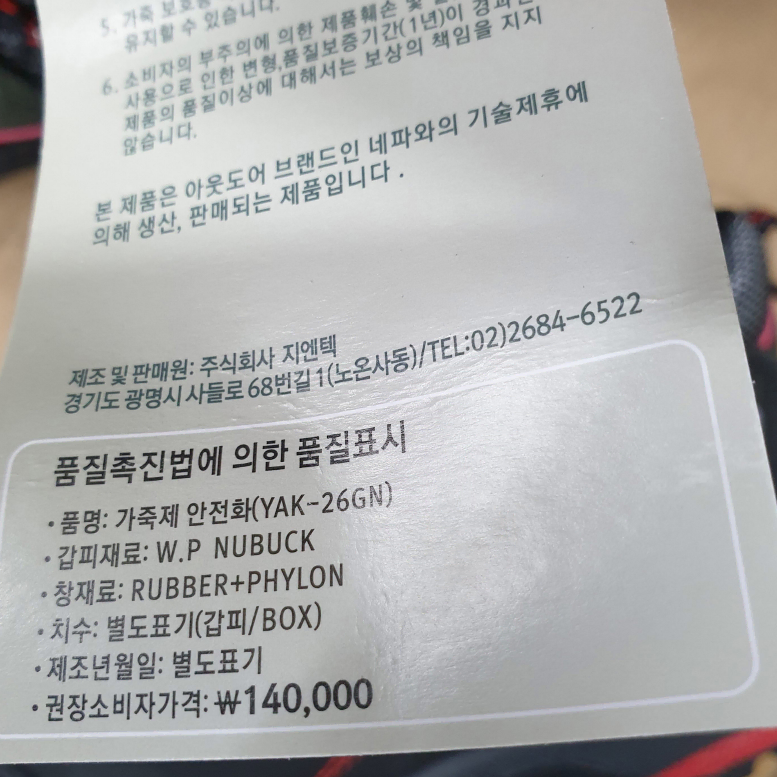 5. 가죽 보호용
유지할 수 있습니다.
6. 소비자의 부주의에 의한 제품훼손 및
사용으로 인한 변형,품질보증기간(1년)이
제품의 품질이상에 대해서는 보상의 책임을 지지
않습니다.
본 제품은 아웃도어 브랜드인 네파와의 기술제휴에
의해 생산, 판매되는 제품입니다.
제조 및 판매원: 주식회사 지엔텍
경기도 광명시 사들로 68번길 1(노온사동)/TEL:02)2684-6522
품질촉진법에 의한 품질표시
• 품명: 가죽제 안전화(YAK-26GN)
• 갑피재료: W.P NUBUCK
• 창재료: RUBBER+PHYLON
• 치수: 별도표기(갑피/BOX)
• 제조년월일: 별도표기
• 권장소비자가격: ₩140,000